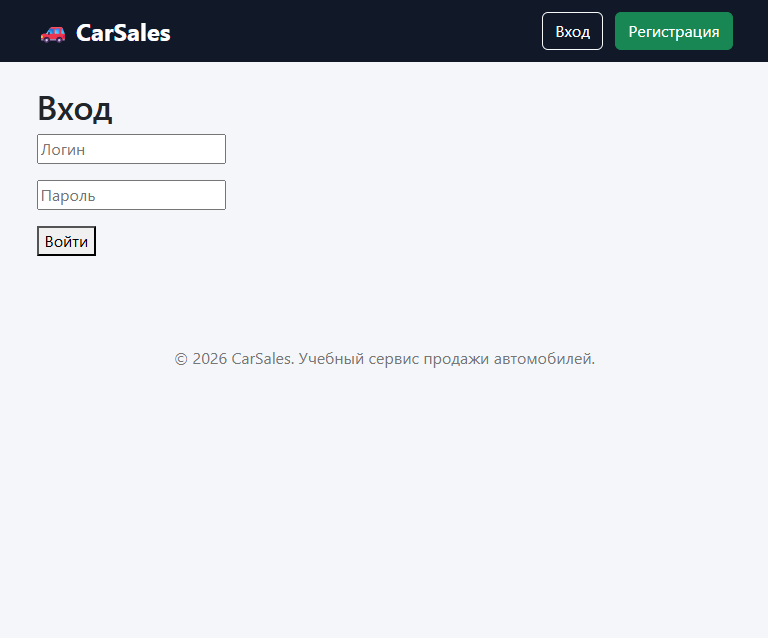 CarSales
Вход
Регистрация
Вход
Логин
Пароль
Войти
© 2026 CarSales. Учебный сервис продажи автомобилей.